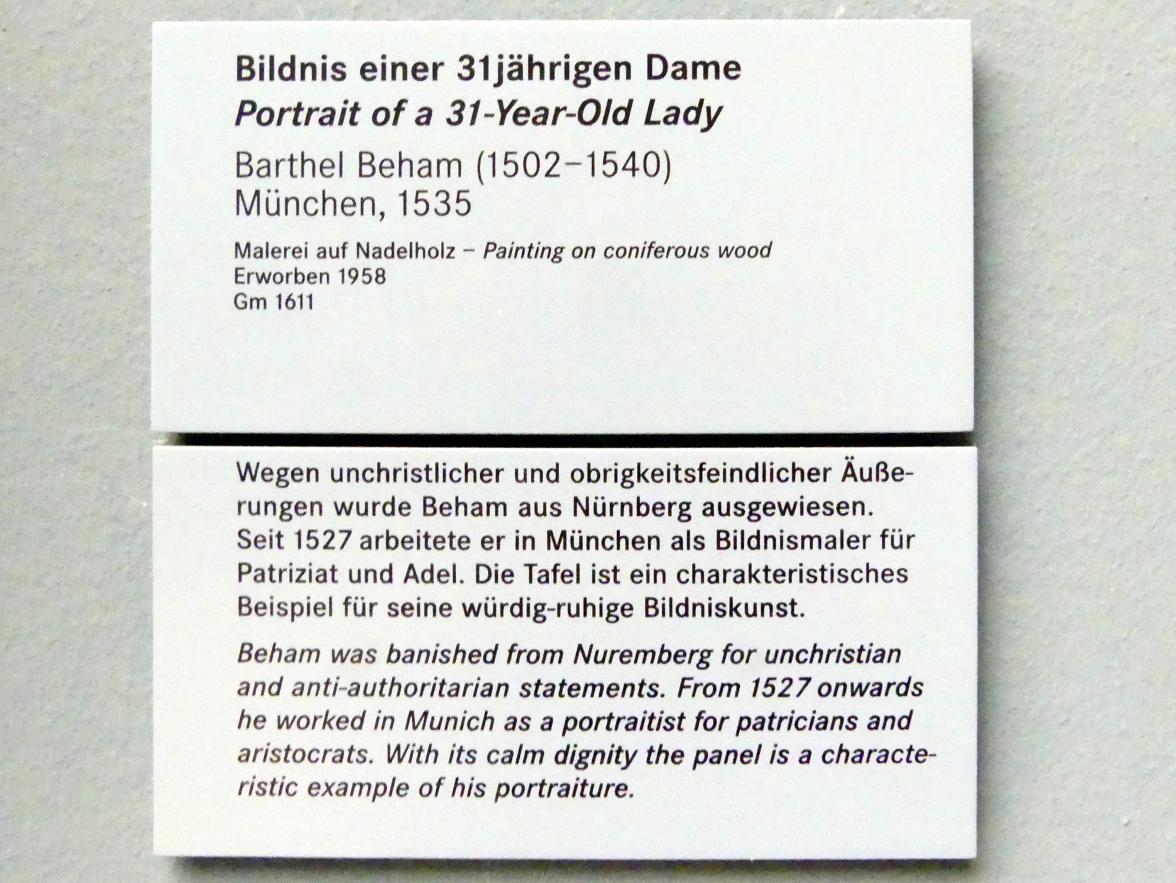 Bildnis einer 31jährigen Dame
Portrait of a 31-Year-Old Lady
Barthel Beham (1502–1540)
München, 1535
Malerei auf Nadelholz – Painting on coniferous wood
Erworben 1958
Gm 1611
Wegen unchristlicher und obrigkeitsfeindlicher Äuße-
rungen wurde Beham aus Nürnberg ausgewiesen.
Seit 1527 arbeitete er in München als Bildnismaler für
Patriziat und Adel. Die Tafel ist ein charakteristisches
Beispiel für seine würdig-ruhige Bildniskunst.
Beham was banished from Nuremberg for unchristian
and anti-authoritarian statements. From 1527 onwards
he worked in Munich as a portraitist for patricians and
aristocrats. With its calm dignity the panel is a characte-
ristic example of his portraiture.